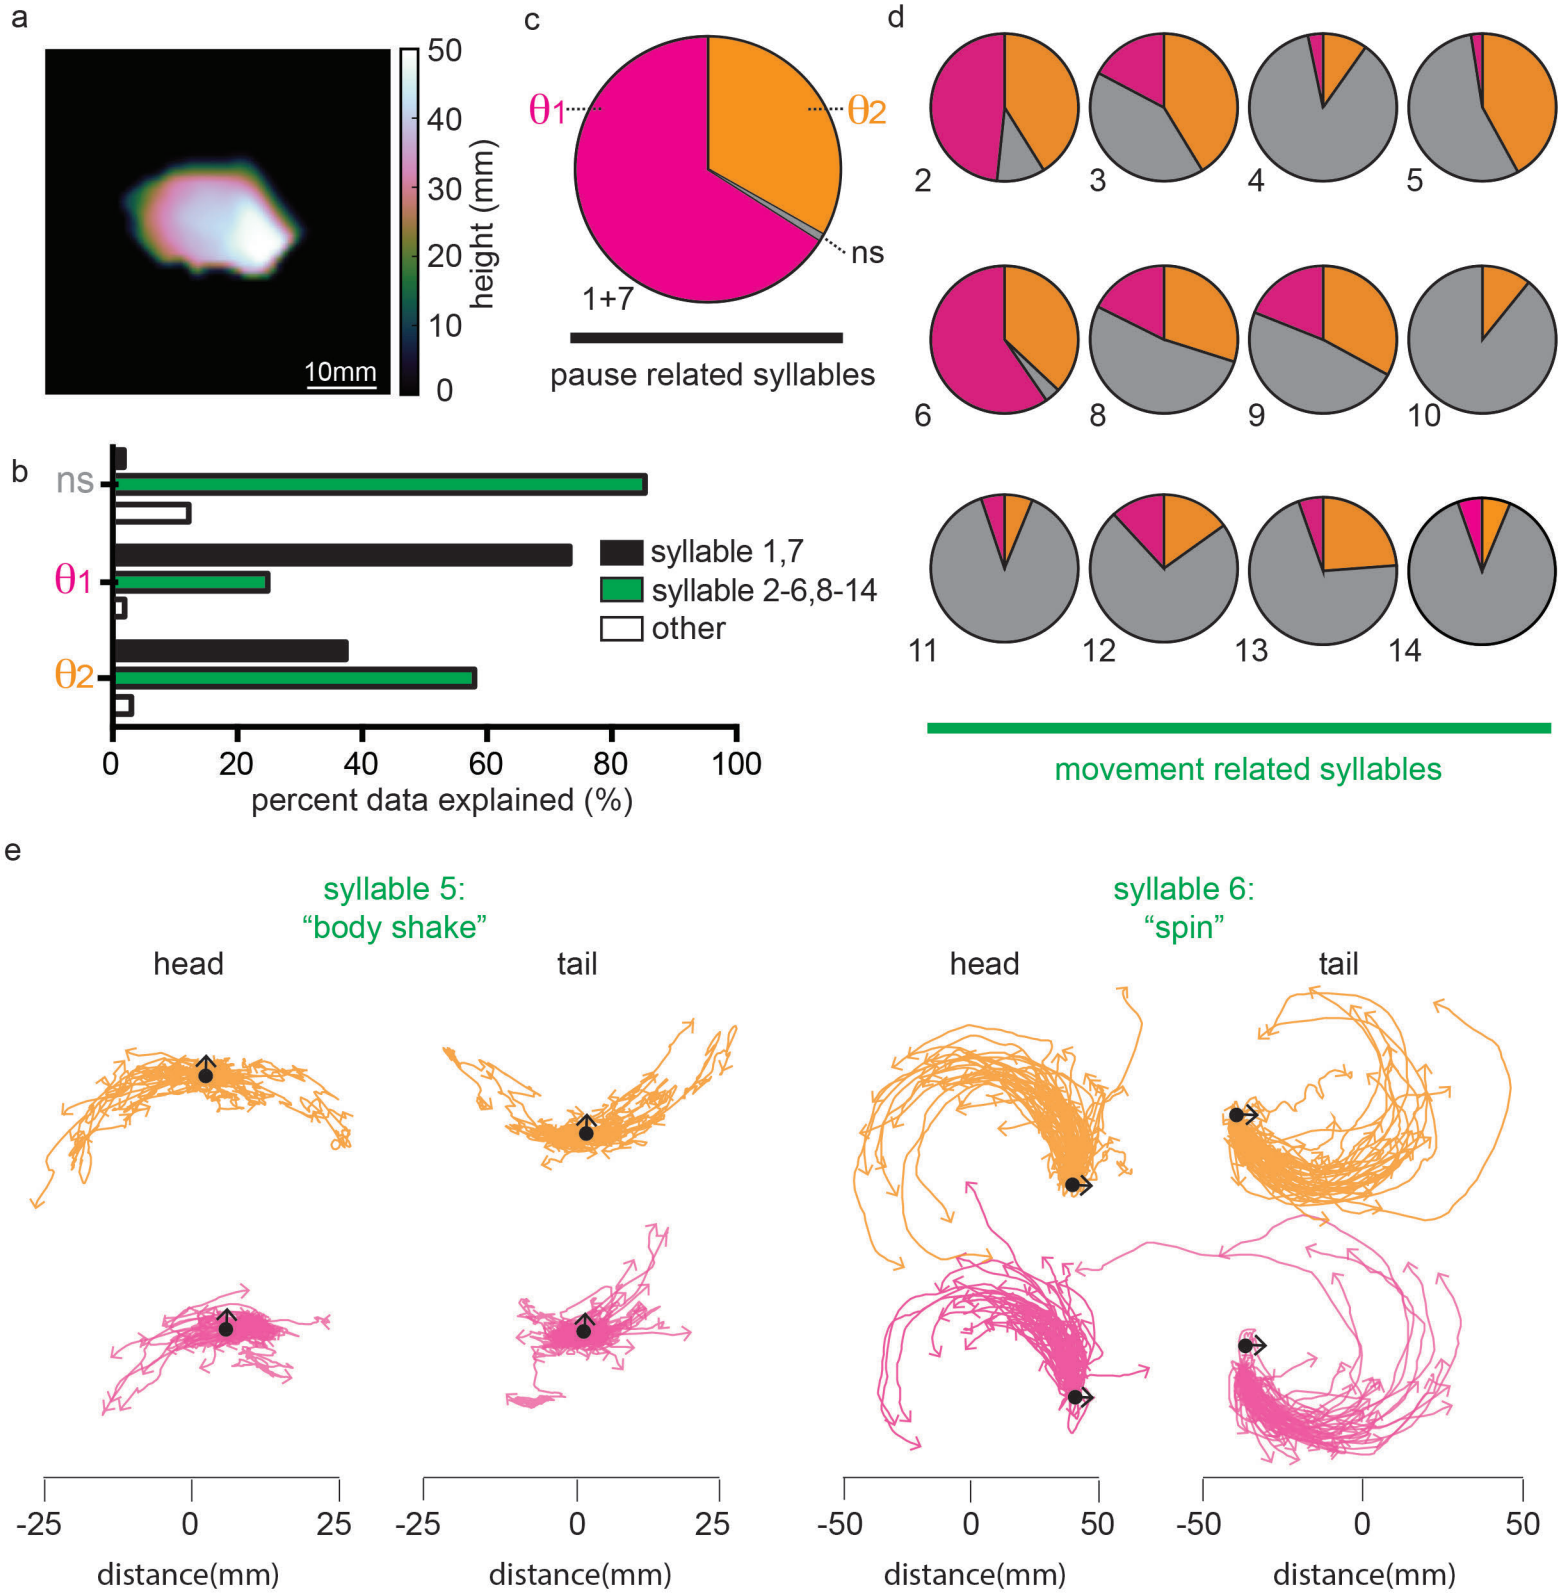 a
50
40
30
20
10
0
height (mm)
10mm
c
θ1
θ2
ns
1+7
pause related syllables
d
2
3
4
5
6
8
9
10
11
12
13
14
movement related syllables
b
ns
θ1
θ2
syllable 1,7
syllable 2-6,8-14
other
0
20
40
60
80
100
percent data explained (%)
e
syllable 5:
“body shake”
head
tail
syllable 6:
“spin”
head
tail
-25
0
25
-25
0
25
-50
0
50
-50
0
50
distance(mm)
distance(mm)
distance(mm)
distance(mm)